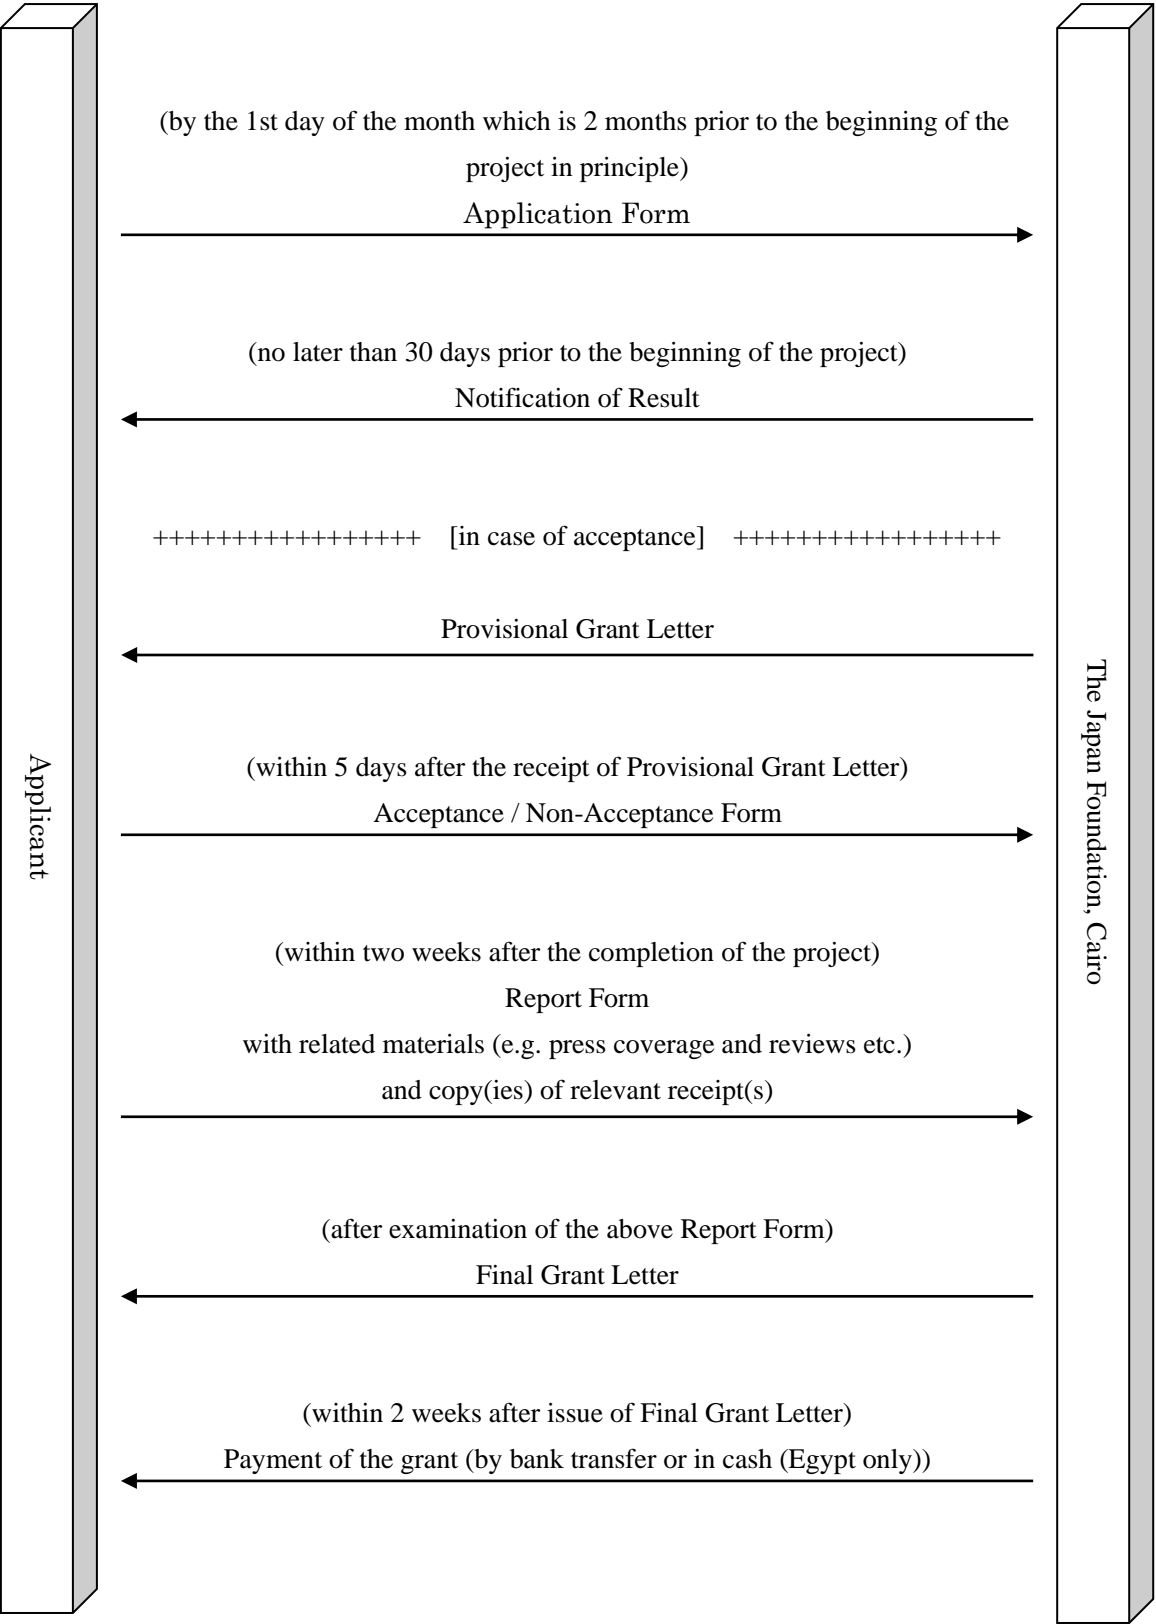 (by the 1st day of the month which is 2 months prior to the beginning of the
project in principle)
Application Form
(no later than 30 days prior to the beginning of the project)
Notification of Result
+++++++++++++++++ [in case of acceptance] +++++++++++++++++
Provisional Grant Letter
(within 5 days after the receipt of Provisional Grant Letter)
Acceptance / Non-Acceptance Form
(within two weeks after the completion of the project)
Report Form
with related materials (e.g. press coverage and reviews etc.)
and copy(ies) of relevant receipt(s)
(after examination of the above Report Form)
Final Grant Letter
(within 2 weeks after issue of Final Grant Letter)
Payment of the grant (by bank transfer or in cash (Egypt only))
Applicant
The Japan Foundation, Cairo